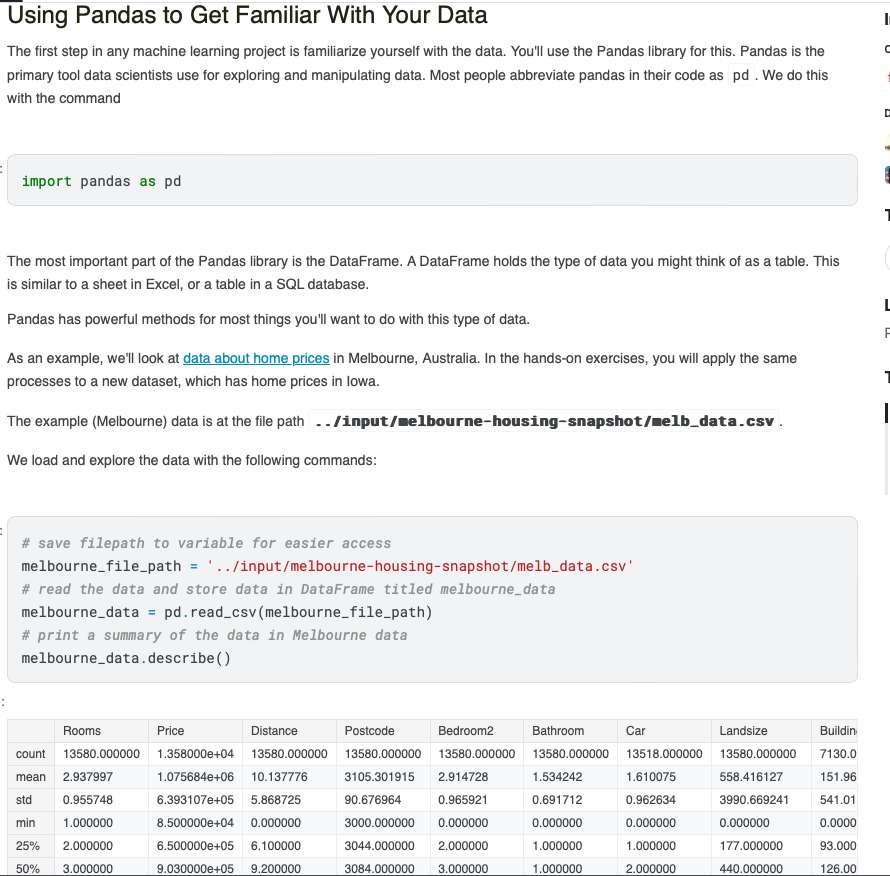 Using Pandas to Get Familiar With Your Data
The first step in any machine learning project is familiarize yourself with the data. You'll use the Pandas library for this. Pandas is the
primary tool data scientists use for exploring and manipulating data. Most people abbreviate pandas in their code as pd . We do this
with the command
import pandas as pd
The most important part of the Pandas library is the DataFrame. A DataFrame holds the type of data you might think of as a table. This
is similar to a sheet in Excel, or a table in a SQL database.
Pandas has powerful methods for most things you'll want to do with this type of data.
As an example, we'll look at data about home prices in Melbourne, Australia. In the hands-on exercises, you will apply the same
processes to a new dataset, which has home prices in Iowa.
The example (Melbourne) data is at the file path ../input/melbourne-housing-snapshot/melb_data.csv .
We load and explore the data with the following commands:
# save filepath to variable for easier access
melbourne_file_path = '../input/melbourne-housing-snapshot/melb_data.csv'
# read the data and store data in DataFrame titled melbourne_data
melbourne_data = pd.read_csv(melbourne_file_path)
# print a summary of the data in Melbourne data
melbourne_data.describe()
Rooms Price Distance Postcode Bedroom2 Bathroom Car Landsize
count 13580.000000 1.358000e+04 13580.000000 13580.000000 13580.000000 13580.000000 13518.000000 13580.000000 7130.0
mean 2.937997 1.075684e+06 10.137776 3105.301915 2.914728 1.534242 1.610075 558.416127 151.96
std 0.955748 6.393107e+05 5.868725 90.676964 0.965921 0.691712 0.962634 3990.669241 541.01
min 1.000000 8.500000e+04 0.000000 3000.000000 0.000000 0.000000 0.000000 0.000000 0.0000
25% 2.000000 6.500000e+05 6.100000 3044.000000 2.000000 1.000000 1.000000 177.000000 93.000
50% 3.000000 9.030000e+05 9.200000 3084.000000 3.000000 1.000000 2.000000 440.000000 126.00